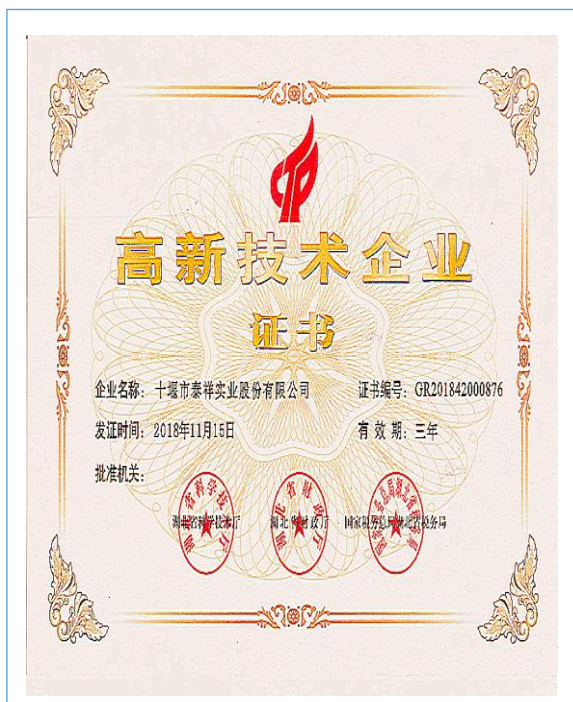 高新技术企业
证书
企业名称：十堰市泰祥实业股份有限公司
证书编号：GR201842000876
发证时间：2018年11月15日
有效期：三年
批准机关：
湖北省科学技术厅
湖北省财政厅
国家税务总局湖北省税务局